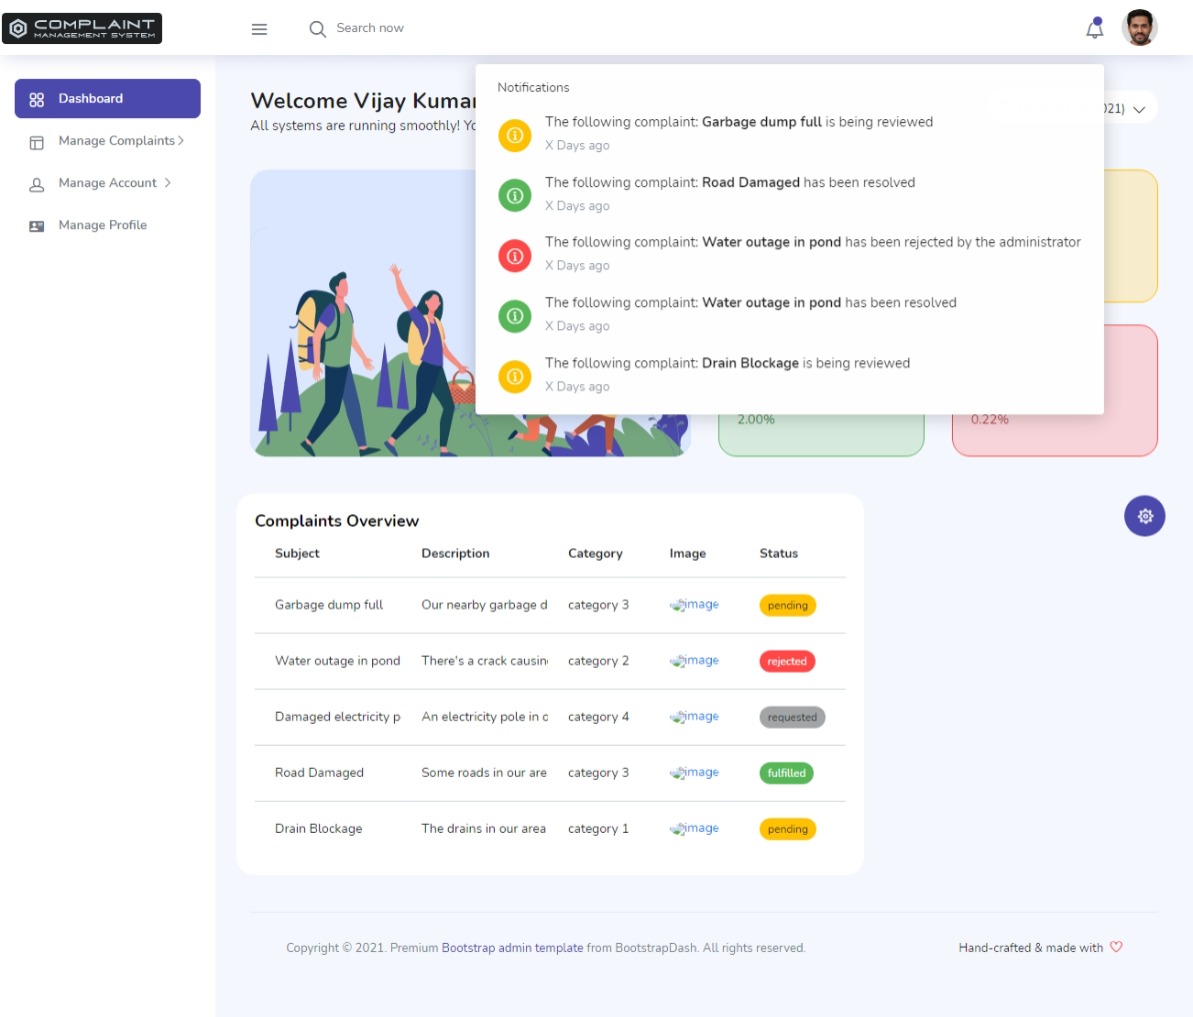 COMPLAINT
MANAGEMENT SYSTEM
Search now
Dashboard
Manage Complaints
Manage Account
Manage Profile
Welcome Vijay Kumar
All systems are running smoothly!
2021)
Notifications
The following complaint: Garbage dump full is being reviewed
X Days ago
The following complaint: Road Damaged has been resolved
X Days ago
The following complaint: Water outage in pond has been rejected by the administrator
X Days ago
The following complaint: Water outage in pond has been resolved
X Days ago
The following complaint: Drain Blockage is being reviewed
X Days ago
2.00%
0.22%
Complaints Overview
Subject Description Category Image Status
Garbage dump full Our nearby garbage d category 3 image pending
Water outage in pond There's a crack causin category 2 image rejected
Damaged electricity p An electricity pole in c category 4 image requested
Road Damaged Some roads in our are category 3 image fulfilled
Drain Blockage The drains in our area category 1 image pending
Copyright © 2021. Premium Bootstrap admin template from BootstrapDash. All rights reserved.
Hand-crafted & made with